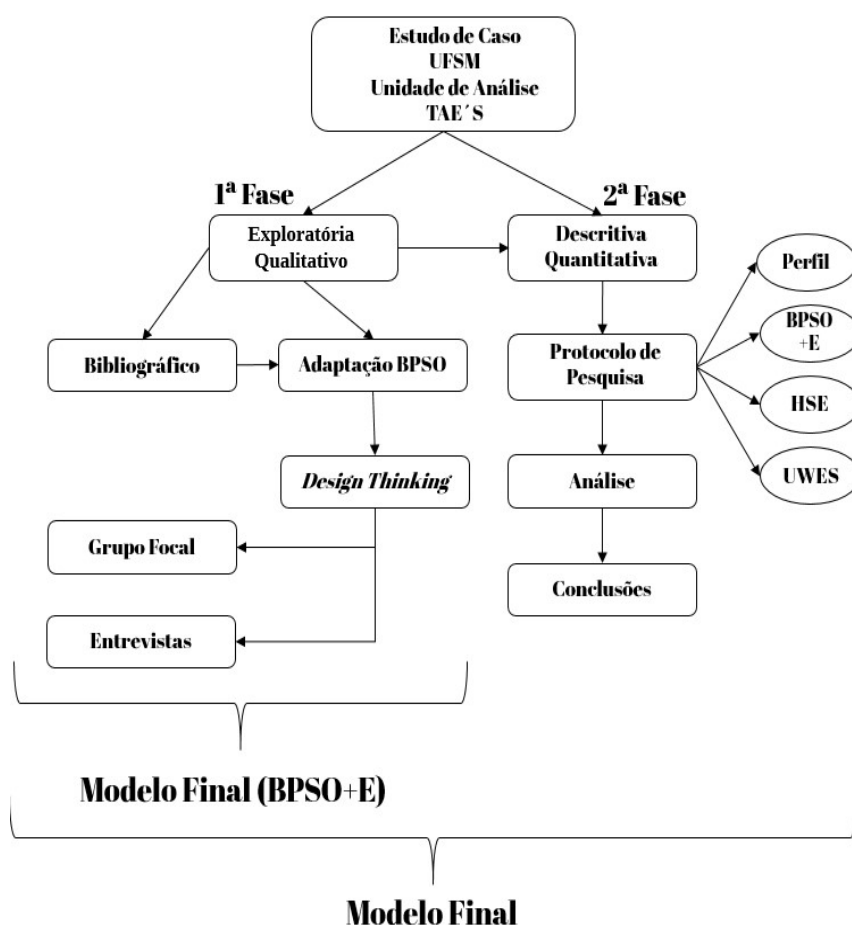 Estudo de Caso
UFSM
Unidade de Análise
TAE´S
1ª Fase
2ª Fase
Exploratória
Qualitativo
Descritiva
Quantitativa
Perfil
BPSO
+E
HSE
UWES
Bibliográfico
Adaptação BPSO
Protocolo de
Pesquisa
Design Thinking
Análise
Grupo Focal
Conclusões
Entrevistas
Modelo Final (BPSO+E)
Modelo Final